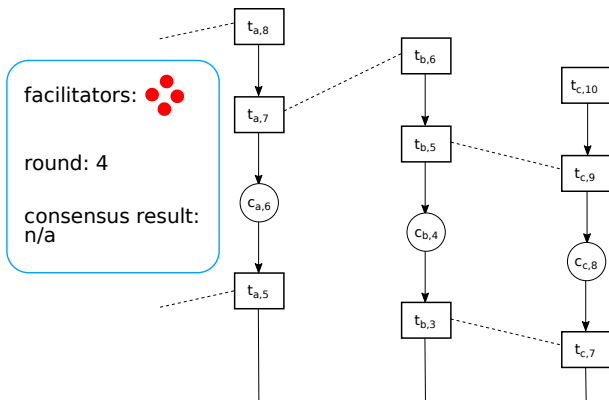 facilitators:
round: 4
consensus result:
n/a
t_a,8
t_a,7
c_a,6
t_a,5
t_b,6
t_b,5
c_b,4
t_b,3
t_c,10
t_c,9
c_c,8
t_c,7